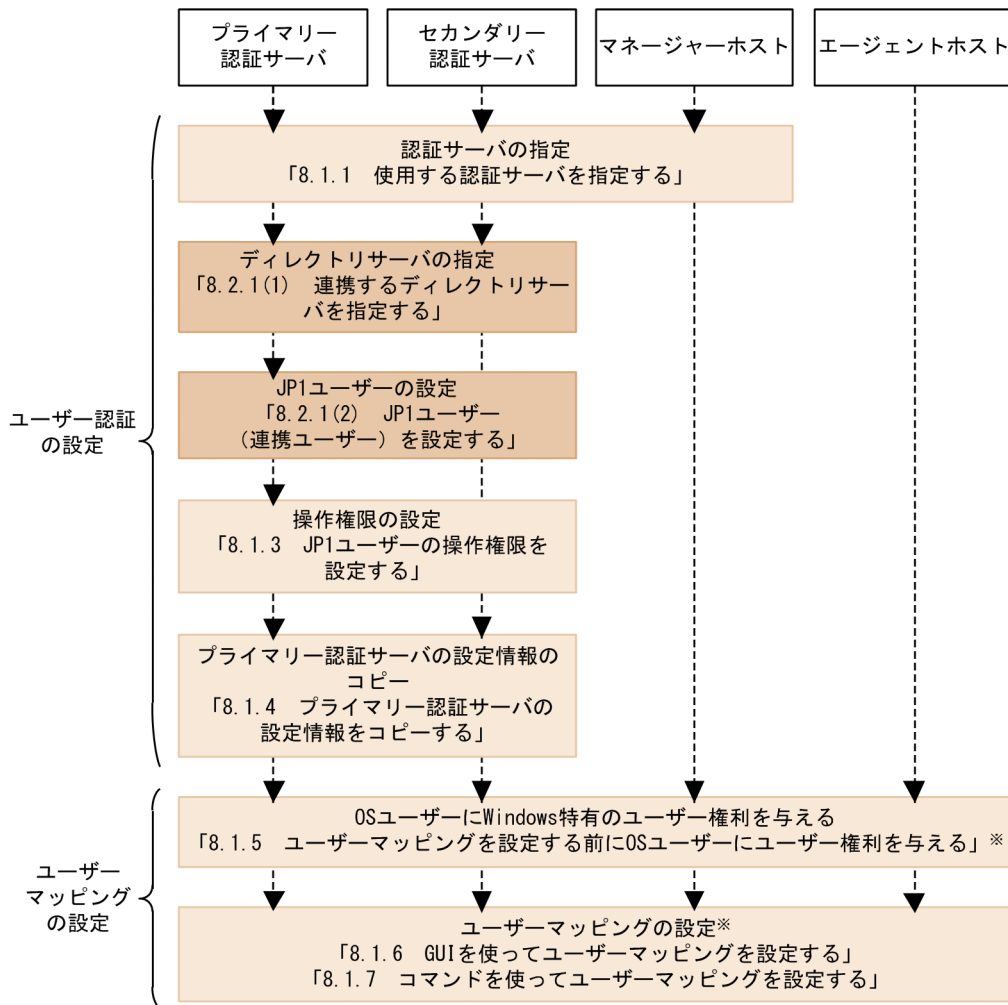 プライマリー
認証サーバ
セカンダリー
認証サーバ
マネージャーホスト
エージェントホスト
認証サーバの指定
「8.1.1　使用する認証サーバを指定する」
ディレクトリサーバの指定
「8.2.1(1)　連携するディレクトリサー
バを指定する」
JP1ユーザーの設定
「8.2.1(2)　JP1ユーザー
（連携ユーザー）を設定する」
ユーザー認証
の設定
操作権限の設定
「8.1.3　JP1ユーザーの操作権限を
設定する」
プライマリー認証サーバの設定情報の
コピー
「8.1.4　プライマリー認証サーバの
設定情報をコピーする」
OSユーザーにWindows特有のユーザー権利を与える
「8.1.5　ユーザーマッピングを設定する前にOSユーザーにユーザー権利を与える」※
ユーザー
マッピング
の設定
ユーザーマッピングの設定※
「8.1.6　GUIを使ってユーザーマッピングを設定する」
「8.1.7　コマンドを使ってユーザーマッピングを設定する」